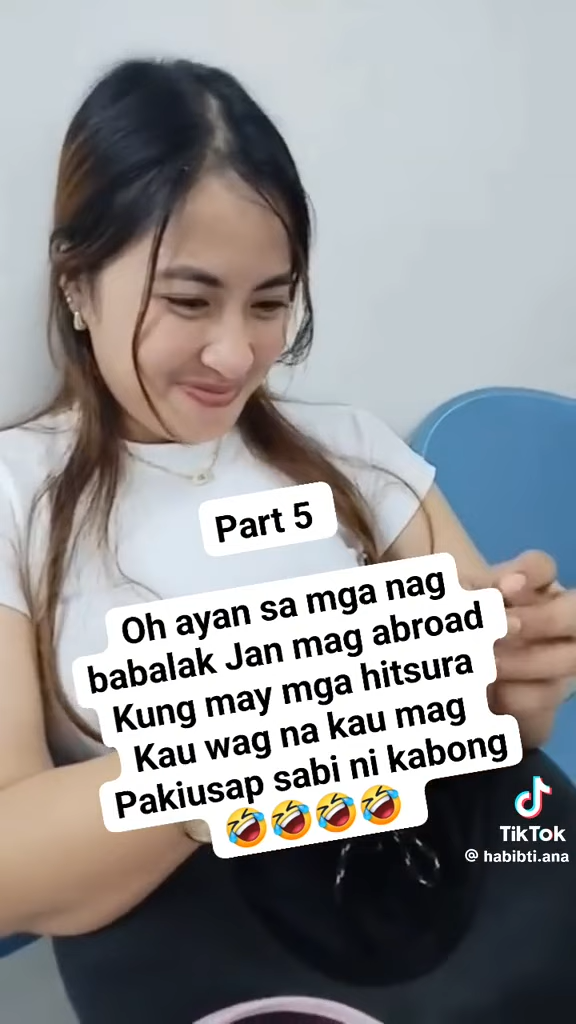 Part 5
Oh ayan sa mga nag
babalak Jan mag abroad
Kung may mga hitsura
Kau wag na kau mag
Pakiusap sabi ni kabong
🤣🤣🤣🤣
TikTok
@ habibti.ana